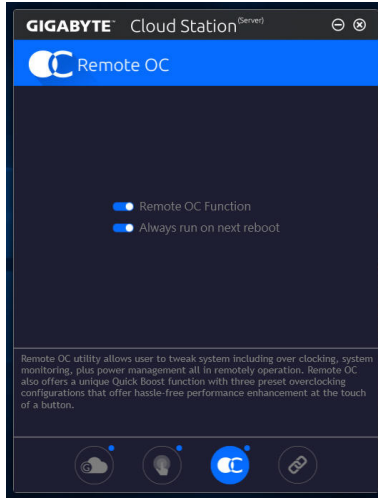 GIGABYTE™ Cloud Station(Server)
Remote OC
Remote OC Function
Always run on next reboot
Remote OC utility allows user to tweak system including over clocking, system
monitoring, plus power management all in remotely operation. Remote OC
also offers a unique Quick Boost function with three preset overclocking
configurations that offer hassle-free performance enhancement at the touch
of a button.
G